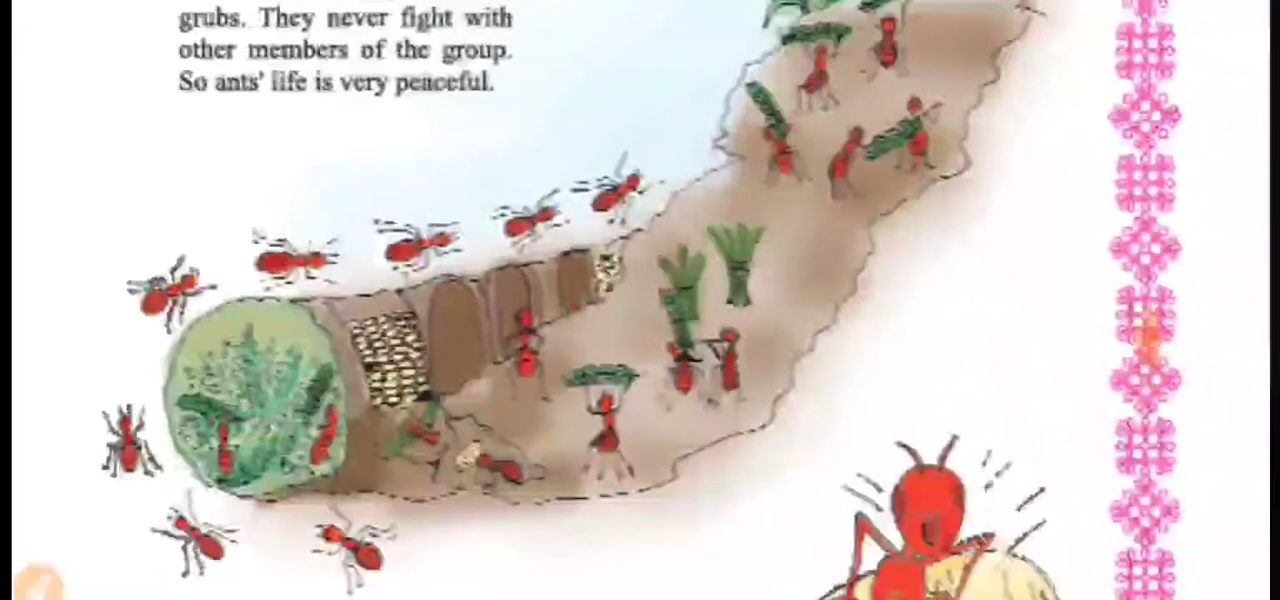 grubs. They never fight with
other members of the group.
So ants' life is very peaceful.